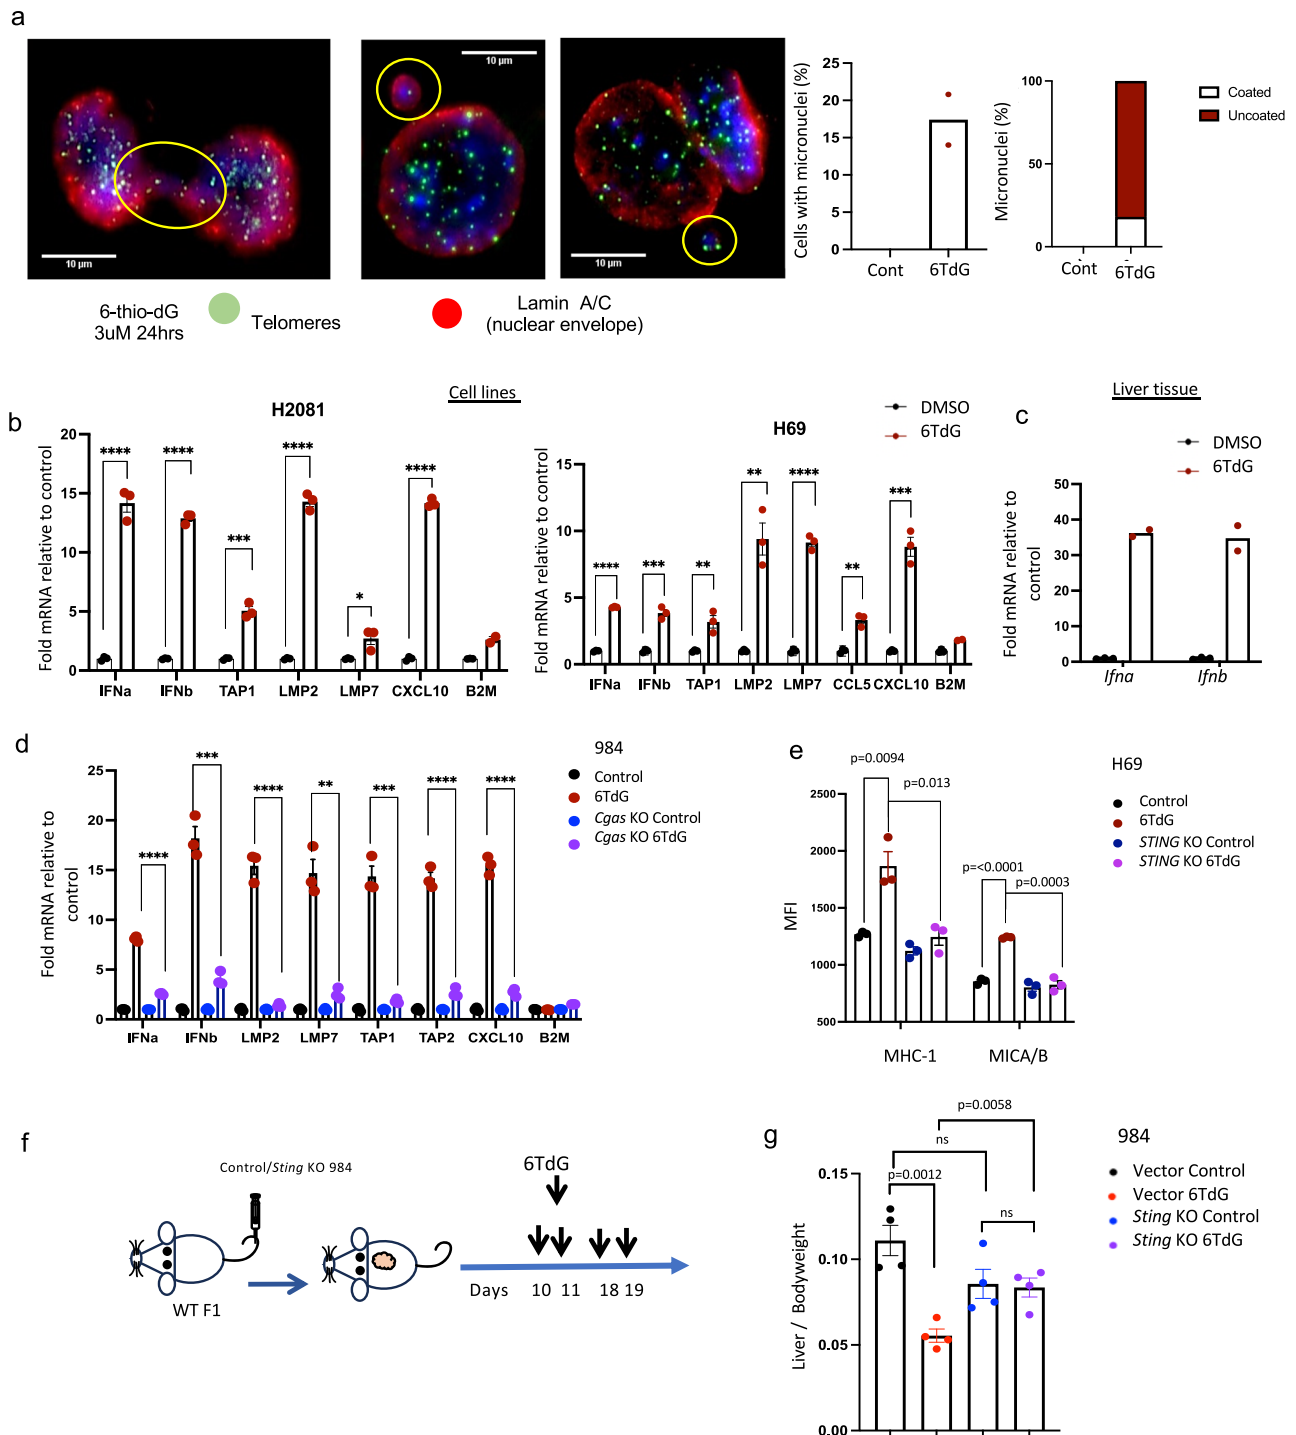 a
10 µm
10 µm
10 µm
6-thio-dG
3uM 24hrs
Telomeres
Lamin A/C
(nuclear envelope)
Cells with micronuclei (%)
25
20
15
10
5
0
Cont
6TdG
Micronuclei (%)
100
50
0
Cont
6TdG
Coated
Uncoated
b
Cell lines
H2081
Fold mRNA relative to control
20
15
10
5
0
****
****
***
****
*
****
IFNa
IFNb
TAP1
LMP2
LMP7
CXCL10
B2M
H69
DMSO
6TdG
Fold mRNA relative to control
15
10
5
0
****
***
**
**
****
**
***
IFNa
IFNb
TAP1
LMP2
LMP7
CCL5
CXCL10
B2M
c
Liver tissue
DMSO
6TdG
Fold mRNA relative to
control
50
40
30
20
10
0
Ifna
Ifnb
d
984
Control
6TdG
Cgas KO Control
Cgas KO 6TdG
Fold mRNA relative to
control
25
20
15
10
5
0
****
***
****
**
***
****
****
IFNa
IFNb
LMP2
LMP7
TAP1
TAP2
CXCL10
B2M
e
H69
Control
6TdG
STING KO Control
STING KO 6TdG
MFI
2500
2000
1500
1000
500
p=0.0094
p=0.013
p=<0.0001
p=0.0003
MHC-1
MICA/B
f
Control/Sting KO 984
WT F1
6TdG
Days
10
11
18
19
g
984
Vector Control
Vector 6TdG
Sting KO Control
Sting KO 6TdG
Liver / Bodyweight
0.15
0.10
0.05
0.00
p=0.0058
ns
p=0.0012
ns